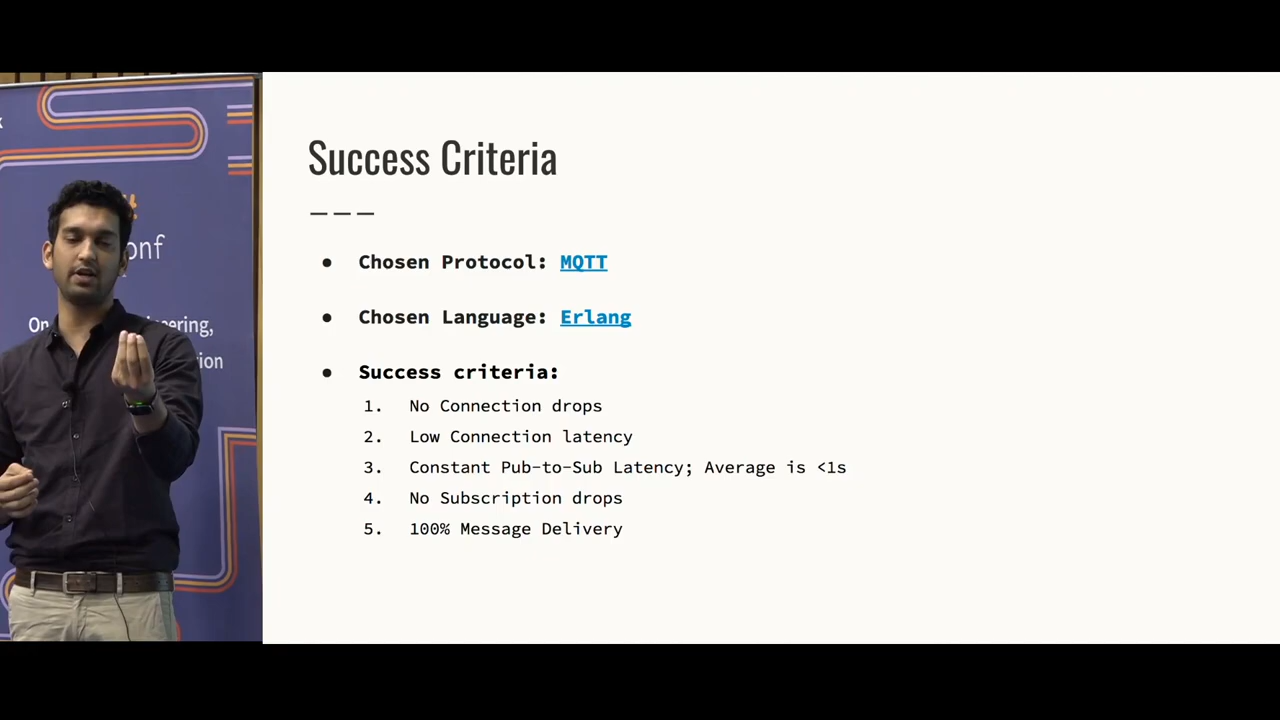 k
onf
On
eering,
ion
Success Criteria
Chosen Protocol: MQTT
Chosen Language: Erlang
Success criteria:
1. No Connection drops
2. Low Connection latency
3. Constant Pub-to-Sub Latency; Average is <1s
4. No Subscription drops
5. 100% Message Delivery